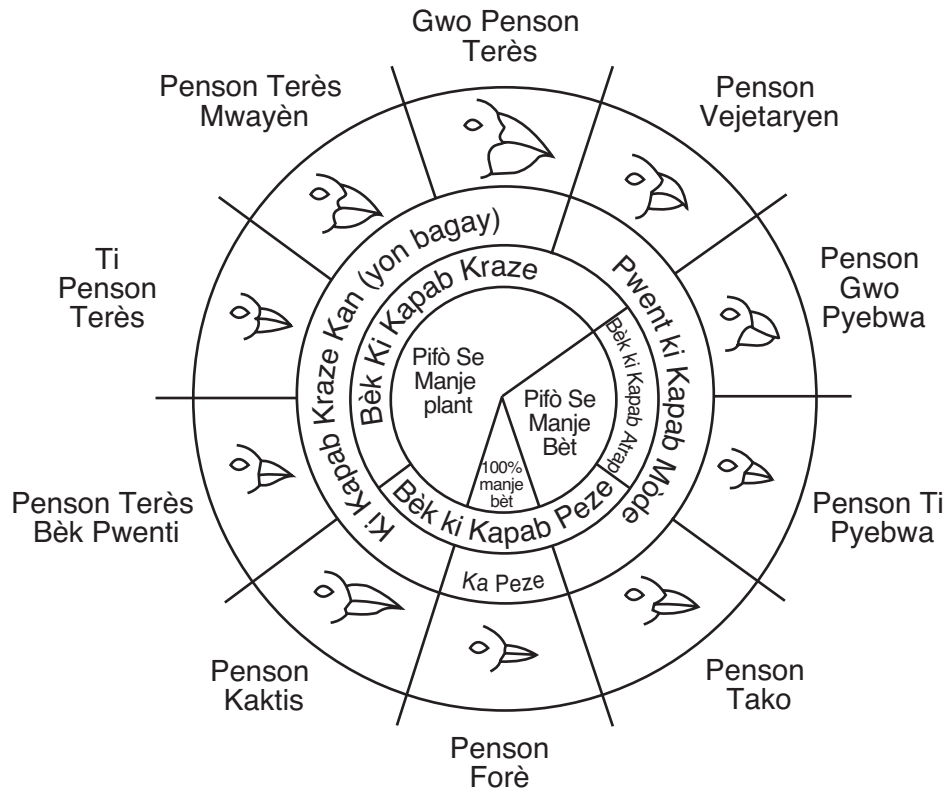 Gwo Penson
Terès
Penson Terès
Mwayèn
Penson
Vejetaryen
Ti
Penson
Terès
Penson
Gwo
Pyebwa
Ki Kapab Kraze Kan (yon bagay)
Pwent ki Kapab Mòde
Bèk Ki Kapab Kraze
Bèk ki Kapab Atrap
Pifò Se
Manje
plant
Pifò Se
Manje
Bèt
100%
manje
bèt
Bèk ki Kapab Peze
Ka Peze
Penson Terès
Bèk Pwenti
Penson Ti
Pyebwa
Penson
Kaktis
Penson
Tako
Penson
Forè